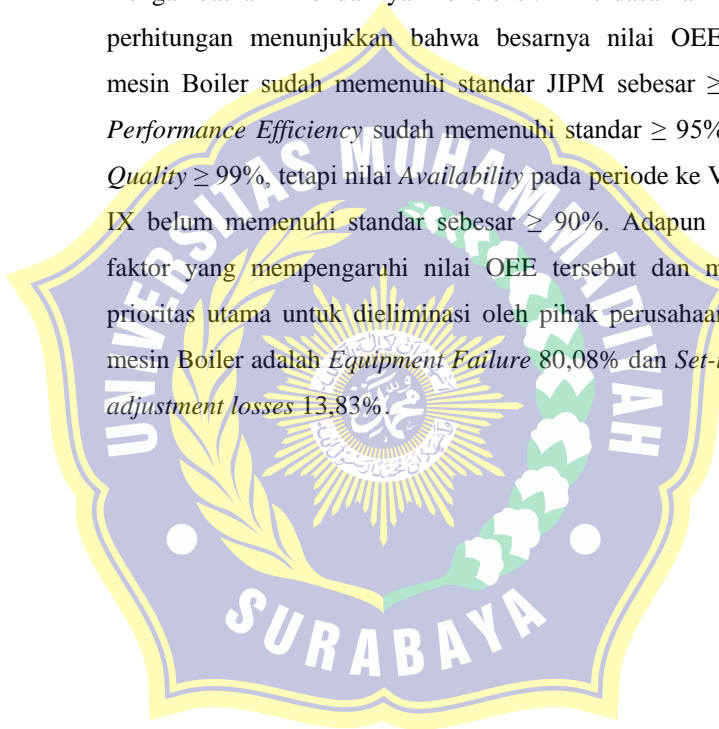 perhitungan menunjukkan bahwa besarnya nilai OEE
mesin Boiler sudah memenuhi standar JIPM sebesar ≥
Performance Efficiency sudah memenuhi standar ≥ 95%
Quality ≥ 99%, tetapi nilai Availability pada periode ke V
IX belum memenuhi standar sebesar ≥ 90%. Adapun
faktor yang mempengaruhi nilai OEE tersebut dan m
prioritas utama untuk dieliminasi oleh pihak perusahaan
mesin Boiler adalah Equipment Failure 80,08% dan Set-
adjustment losses 13,83%.
UNIVERSITAS MUHAMMADIYAH
SURABAYA